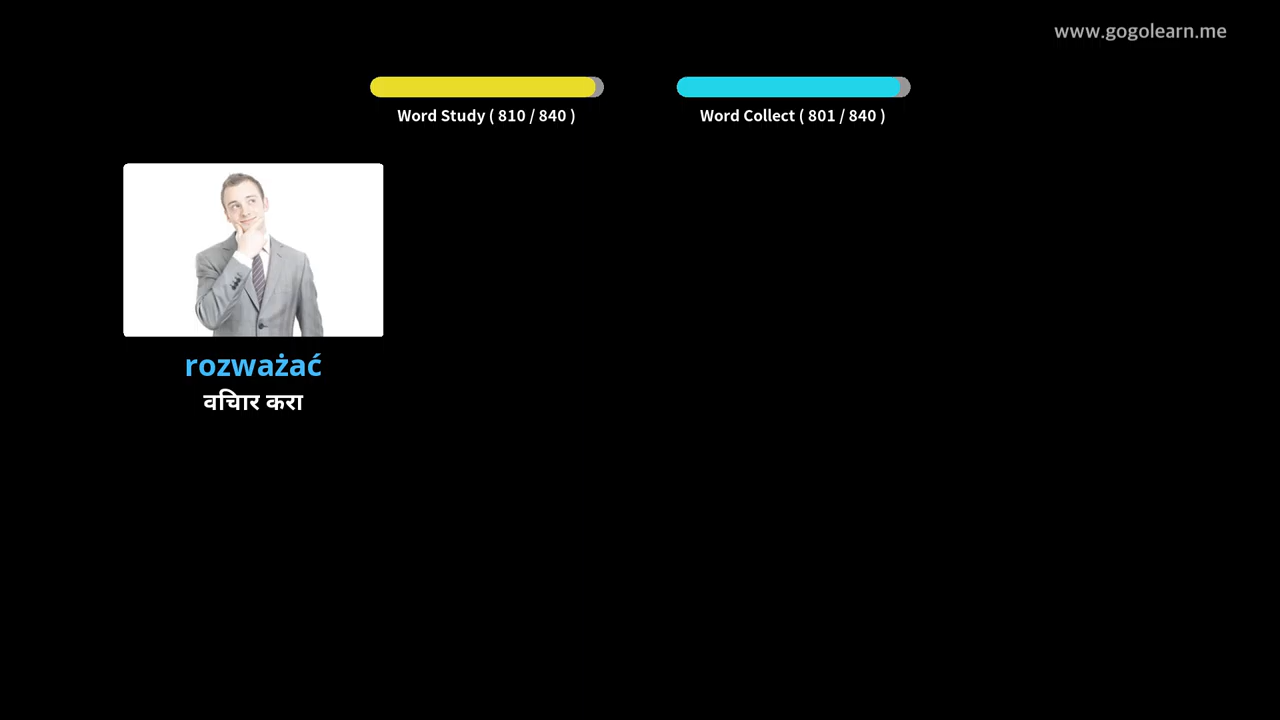 www.gogolearn.me
Word Study ( 810 / 840 )
Word Collect ( 801 / 840 )
rozważać
विचार करा